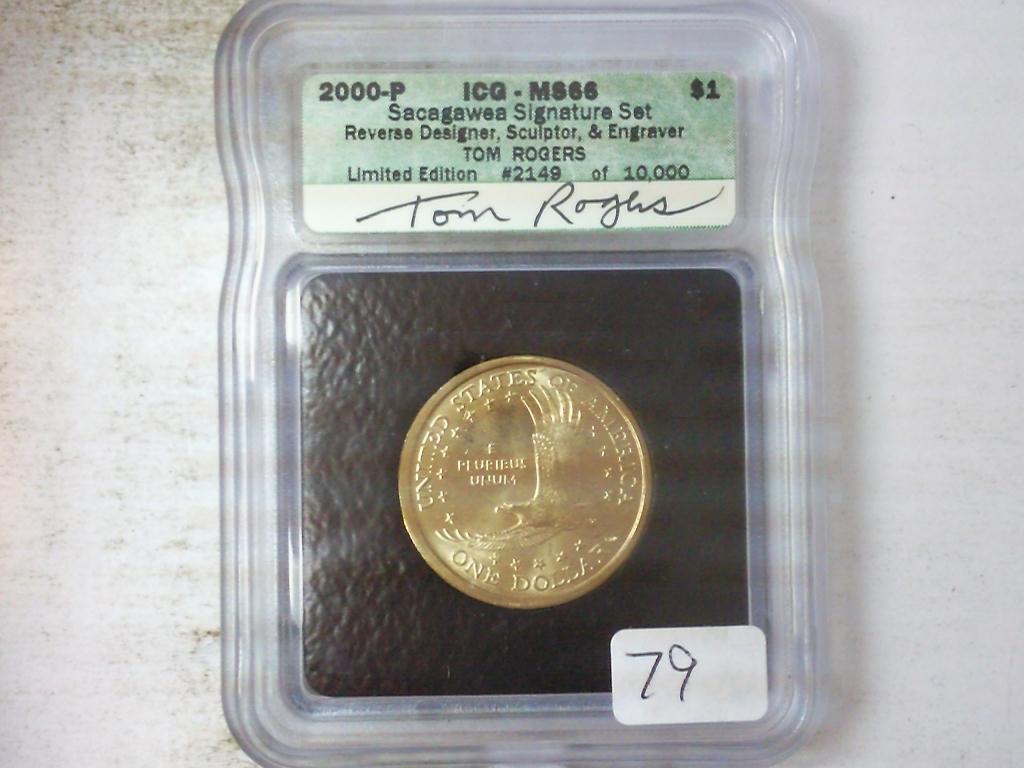 2000-P ICG - MS66 $1
Sacagawea Signature Set
Reverse Designer, Sculptor, & Engraver
TOM ROGERS
Limited Edition #2149 of 10,000
Tom Rogers
UNITED STATES OF AMERICA
E
PLURIBUS
UNUM
ONE DOLLAR
79